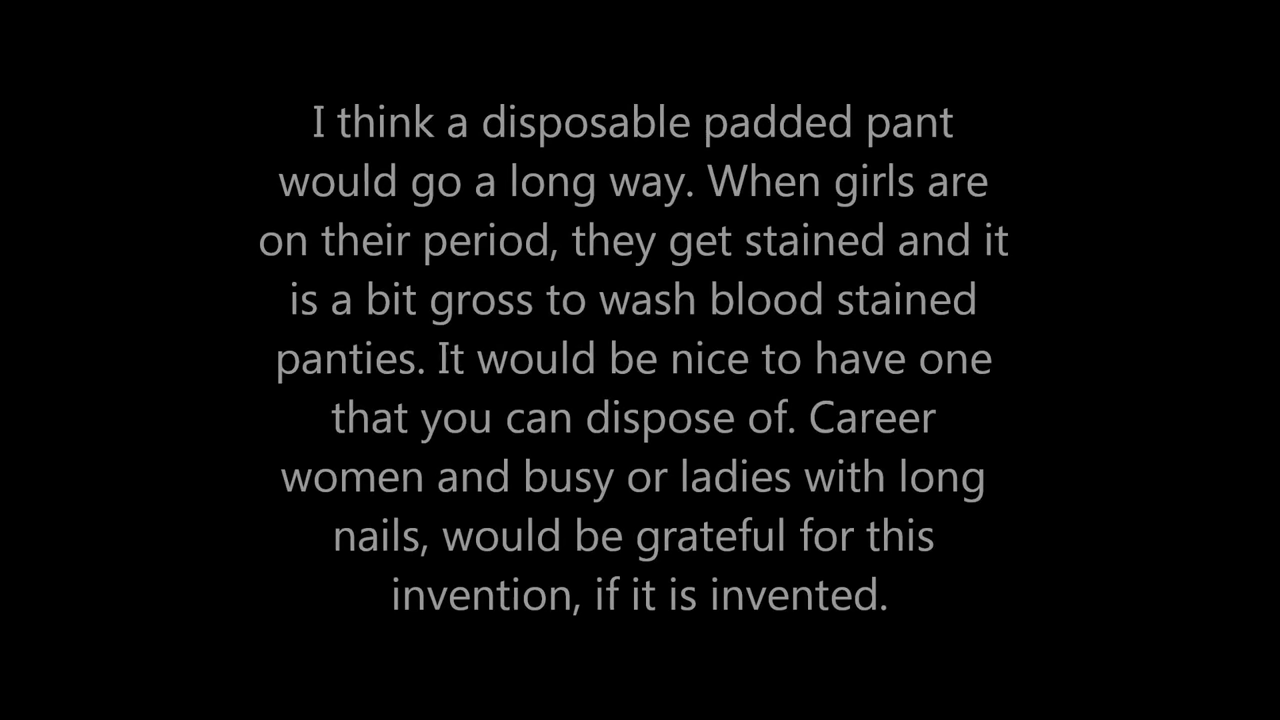 I think a disposable padded pant
would go a long way. When girls are
on their period, they get stained and it
is a bit gross to wash blood stained
panties. It would be nice to have one
that you can dispose of. Career
women and busy or ladies with long
nails, would be grateful for this
invention, if it is invented.